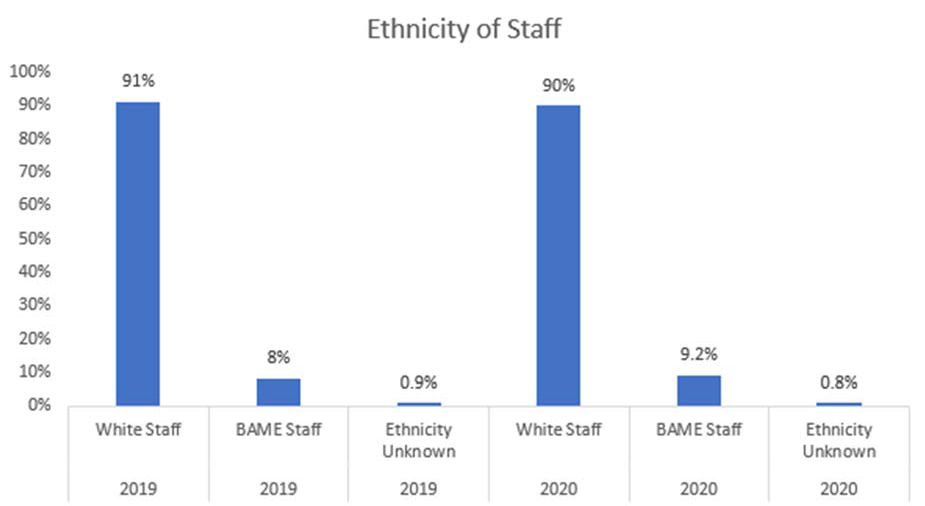 Ethnicity of Staff
100%
90%
80%
70%
60%
50%
40%
30%
20%
10%
0%
91%
8%
0.9%
90%
9.2%
0.8%
White Staff
BAME Staff
Ethnicity
Unknown
White Staff
BAME Staff
Ethnicity
Unknown
2019
2019
2019
2020
2020
2020